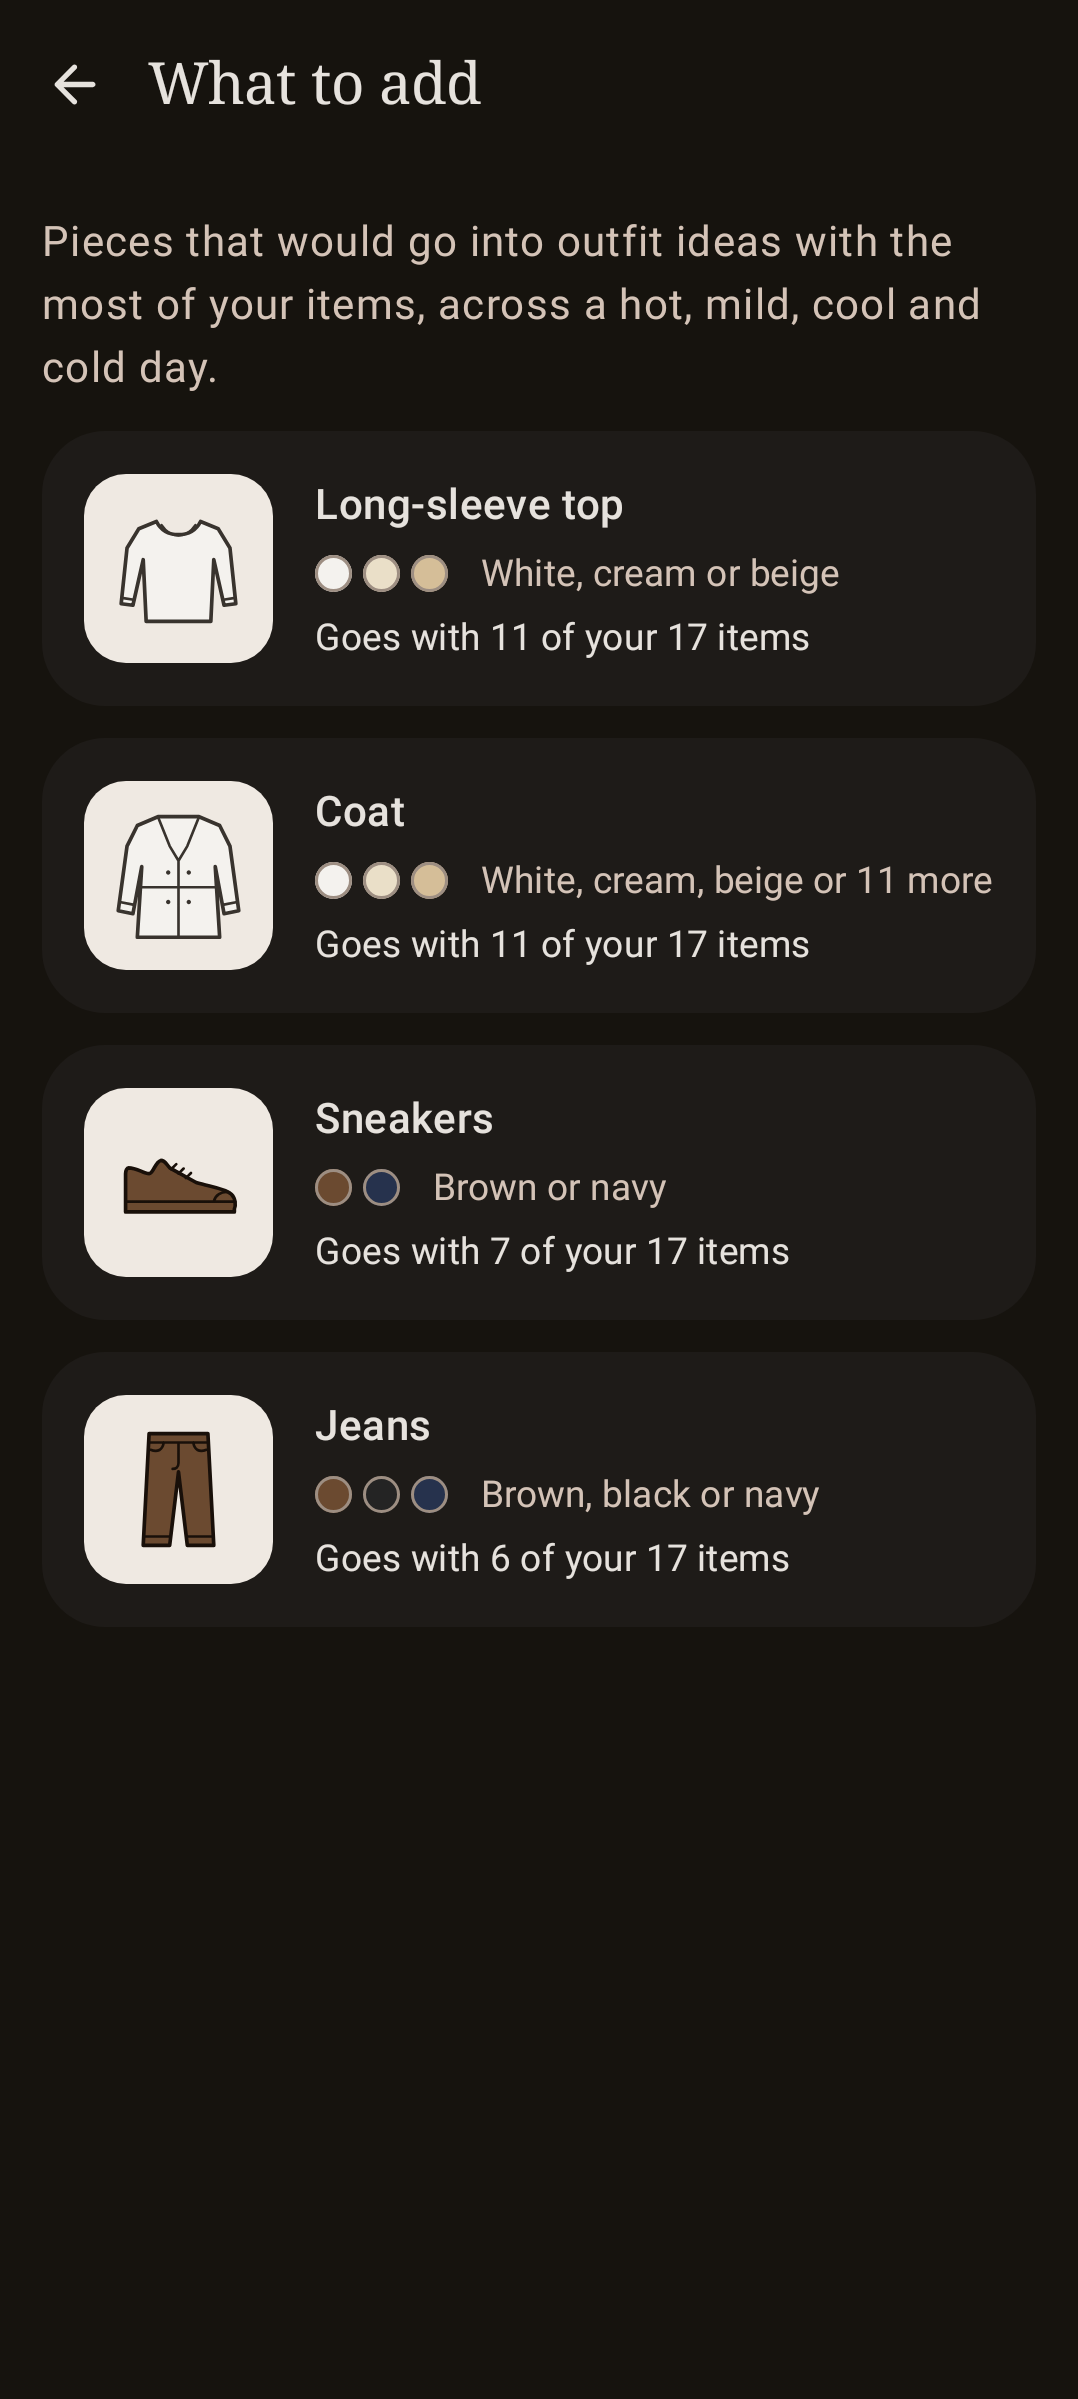 What to add
Pieces that would go into outfit ideas with the
most of your items, across a hot, mild, cool and
cold day.
Long-sleeve top
White, cream or beige
Goes with 11 of your 17 items
Coat
White, cream, beige or 11 more
Goes with 11 of your 17 items
Sneakers
Brown or navy
Goes with 7 of your 17 items
Jeans
Brown, black or navy
Goes with 6 of your 17 items